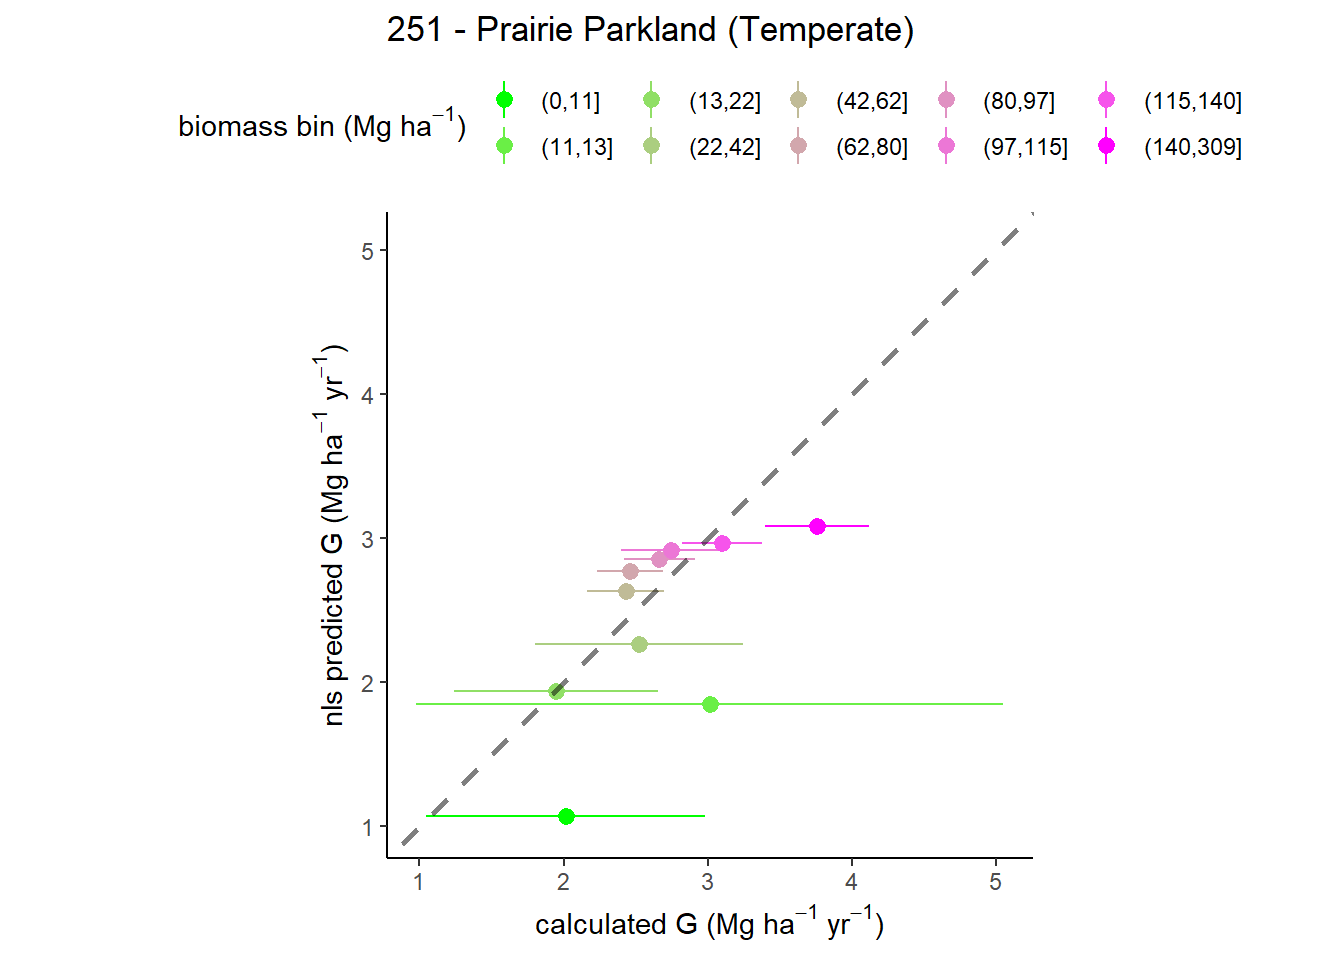 251 - Prairie Parkland (Temperate)
biomass bin (Mg ha⁻¹)
(0,11] (13,22] (42,62] (80,97] (115,140]
(11,13] (22,42] (62,80] (97,115] (140,309]
nls predicted G (Mg ha⁻¹ yr⁻¹)
5
4
3
2
1
1 2 3 4 5
calculated G (Mg ha⁻¹ yr⁻¹)